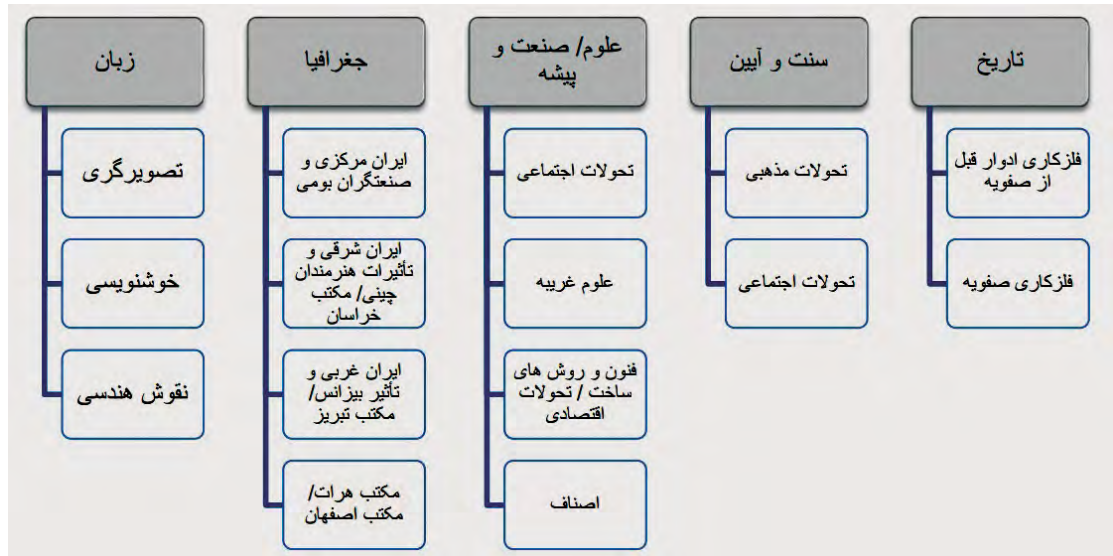 تاریخ
فلزکاری ادوار قبل
از صفویه
فلزکاری صفویه
سنت و آیین
تحولات مذهبی
تحولات اجتماعی
علوم/ صنعت و
پیشه
تحولات اجتماعی
علوم غریبه
فنون و روش های
ساخت / تحولات
اقتصادی
اصناف
جغرافیا
ایران مرکزی و
صنعتگران بومی
ایران شرقی و
تأثیرات هنرمندان
چینی/ مکتب
خراسان
ایران غربی و
تأثیر بیزانس/
مکتب تبریز
مکتب هرات/
مکتب اصفهان
زبان
تصویرگری
خوشنویسی
نقوش هندسی